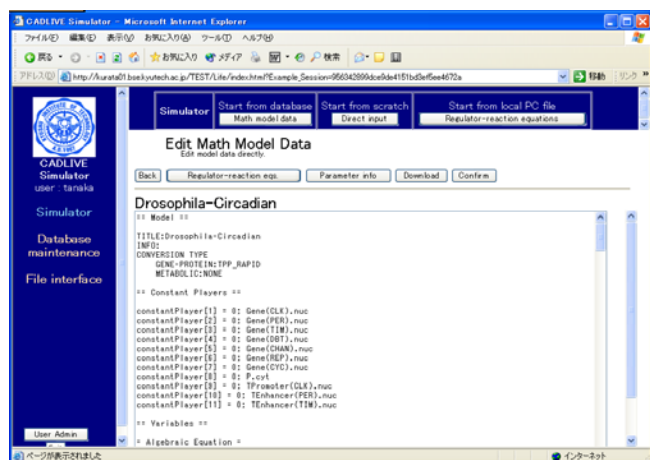 CADLIVE Simulator - Microsoft Internet Explorer
ファイル(F) 編集(E) 表示(V) お気に入り(A) ツール(T) ヘルプ(H)
戻る 検索 お気に入り メディア
アドレス(D) http://kurata01.bse.kyutech.ac.jp/TEST/Life/index.html?Example_Session=956342899dce9de4151bd3ef5ee4672a 移動 リンク
Simulator
Start from database
Math model data
Start from scratch
Direct input
Start from local PC file
Regulator-reaction equations
CADLIVE
Simulator
user : tanaka
Simulator
Database
maintenance
File interface
User Admin
Edit Math Model Data
Edit model data directly.
Back Regulator-reaction eqs. Parameter info Download Confirm
Drosophila-Circadian
== Model ==
TITLE:Drosophila-Circadian
INFO:
CONVERSION TYPE
GENE-PROTEIN:TPP_RAPID
METABOLIC:NONE
== Constant Players ==
constantPlayer[1] = 0; Gene(CLK).nuc
constantPlayer[2] = 0; Gene(PER).nuc
constantPlayer[3] = 0; Gene(TIM).nuc
constantPlayer[4] = 0; Gene(DBT).nuc
constantPlayer[5] = 0; Gene(CHAN).nuc
constantPlayer[6] = 0; Gene(REP).nuc
constantPlayer[7] = 0; Gene(CYC).nuc
constantPlayer[8] = 0; P.cyt
constantPlayer[9] = 0; TPromoter(CLK).nuc
constantPlayer[10] = 0; TEnhancer(PER).nuc
constantPlayer[11] = 0; TEnhancer(TIM).nuc
== Variables ==
= Algebraic Equation =
ページが表示されました
インターネット